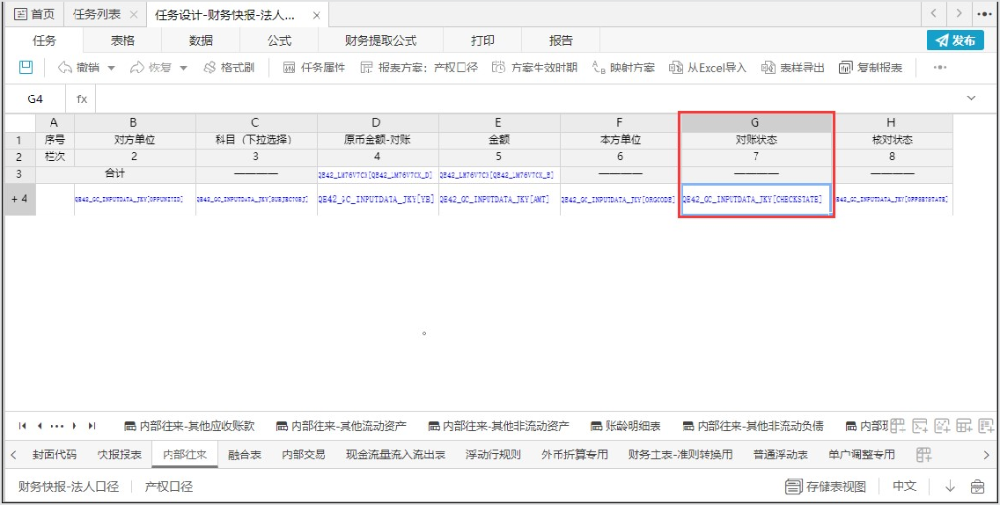 首页 任务列表 任务设计-财务快报-法人...
任务 表格 数据 公式 财务提取公式 打印 报告 发布
撤销 恢复 格式刷 任务属性 报表方案：产权口径 方案生效时期 映射方案 从Excel导入 表样导出 复制报表
G4 fx
A B C D E F G H
1 序号 对方单位 科目（下拉选择） 原币金额-对账 金额 本方单位 对账状态 核对状态
2 栏次 2 3 4 5 6 7 8
3 合计 ———— QE42_LM76V7CX[QE42_LM76V7CX_D] QE42_LM76V7CX[QE42_LM76V7CX_E] ———— ———— ————
+ 4 QE42_GC_INPUTDATA_JKY[OPPUNITID] QE42_GC_INPUTDATA_JKY[SUBJECTOBJ] QE42_GC_INPUTDATA_JKY[YB] QE42_GC_INPUTDATA_JKY[AMT] QE42_GC_INPUTDATA_JKY[ORGCODE] QE42_GC_INPUTDATA_JKY[CHECKSTATE] QE42_GC_INPUTDATA_JKY[OFFSETSTATE]
内部往来-其他应收账款 内部往来-其他流动资产 内部往来-其他非流动资产 账龄明细表 内部往来-其他非流动负债 内部
封面代码 快报报表 内部往来 融合表 内部交易 现金流量流入流出表 浮动行规则 外币折算专用 财务主表-准则转换用 普通浮动表 单户调整专用
财务快报-法人口径 产权口径 存储表视图 中文